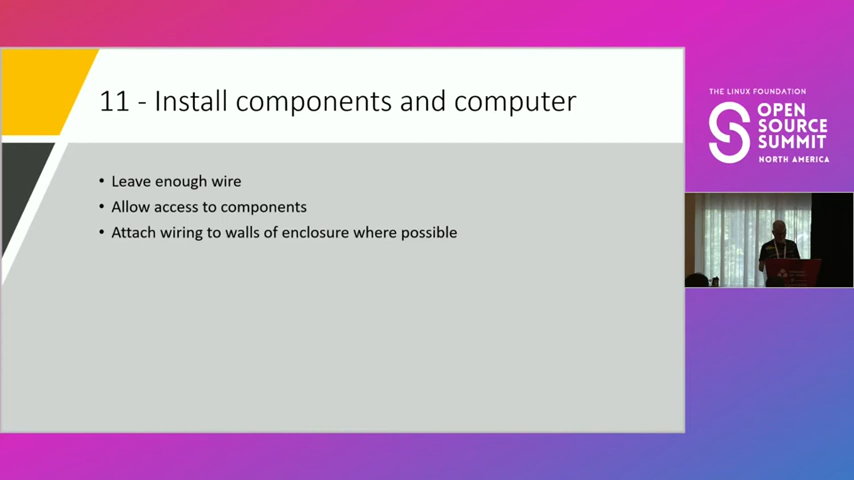 11 - Install components and computer
• Leave enough wire
• Allow access to components
• Attach wiring to walls of enclosure where possible
THE LINUX FOUNDATION
OPEN
SOURCE
SUMMIT
NORTH AMERICA